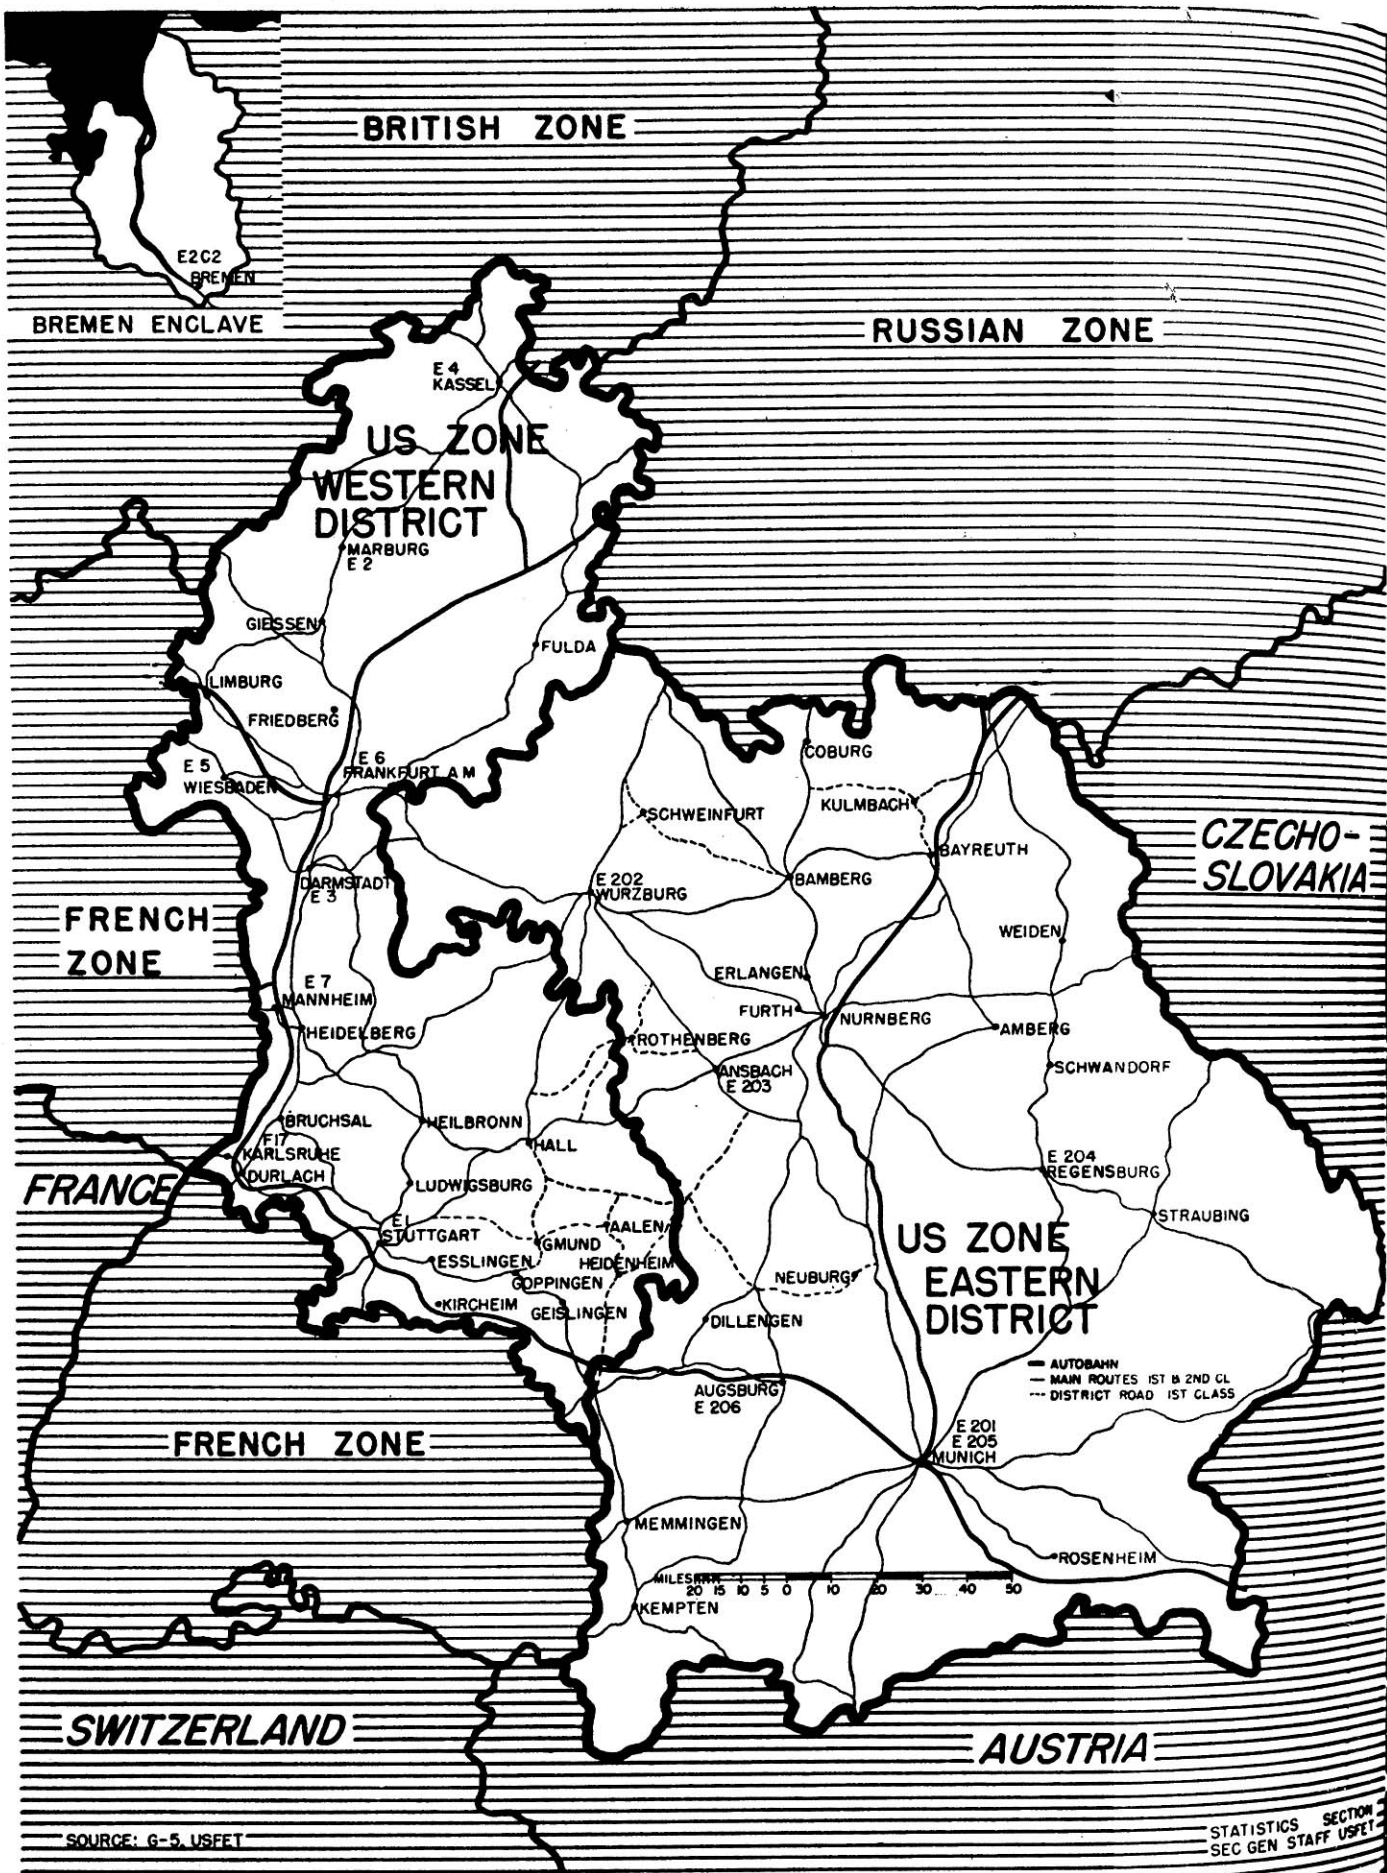 BRITISH ZONE
E2C2
BREMEN
BREMEN ENCLAVE
RUSSIAN ZONE
E 4
KASSEL
US ZONE
WESTERN
DISTRICT
MARBURG
E 2
GIESSEN
FULDA
LIMBURG
FRIEDBERG
E 5
WIESBADEN
E 6
FRANKFURT A M
COBURG
KULMBACH
SCHWEINFURT
CZECHO-
SLOVAKIA
BAYREUTH
DARMSTADT
E 3
E 202
WURZBURG
BAMBERG
FRENCH
ZONE
WEIDEN
E 7
MANNHEIM
ERLANGEN
FURTH
NURNBERG
HEIDELBERG
ROTHENBERG
AMBERG
ANSBACH
E 203
SCHWANDORF
BRUCHSAL
HEILBRONN
F17
KARLSRUHE
HALL
DURLACH
E 204
REGENSBURG
FRANCE
LUDWIGSBURG
STRAUBING
E1
STUTTGART
AALEN
GMUND
US ZONE
EASTERN
DISTRICT
ESSLINGEN
HEIDENHEIM
GOPPINGEN
NEUBURG
KIRCHEIM
GEISLINGEN
DILLENGEN
AUTOBAHN
MAIN ROUTES 1ST & 2ND CL
DISTRICT ROAD 1ST CLASS
AUGSBURG
E 206
E 201
E 205
MUNICH
FRENCH ZONE
MEMMINGEN
ROSENHEIM
MILES
20 15 10 5 0 10 20 30 40 50
KEMPTEN
SWITZERLAND
AUSTRIA
SOURCE: G-5, USFET
STATISTICS SECTION
SEC GEN STAFF USFET